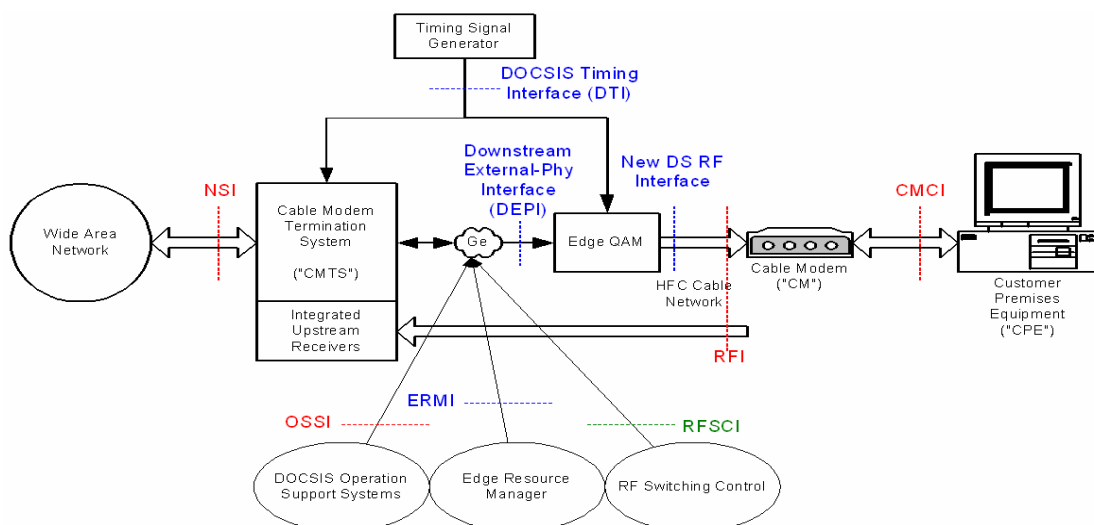 Timing Signal
Generator
DOCSIS Timing
Interface (DTI)
Downstream
External-Phy
Interface
(DEPI)
New DS RF
Interface
NSI
CMCI
Wide Area
Network
Cable Modem
Termination
System
("CMTS")
Ge
Edge QAM
HFC Cable
Network
Cable Modem
("CM")
Customer
Premises
Equipment
("CPE")
Integrated
Upstream
Receivers
RFI
ERMI
OSSI
RFSCI
DOCSIS Operation
Support Systems
Edge Resource
Manager
RF Switching Control